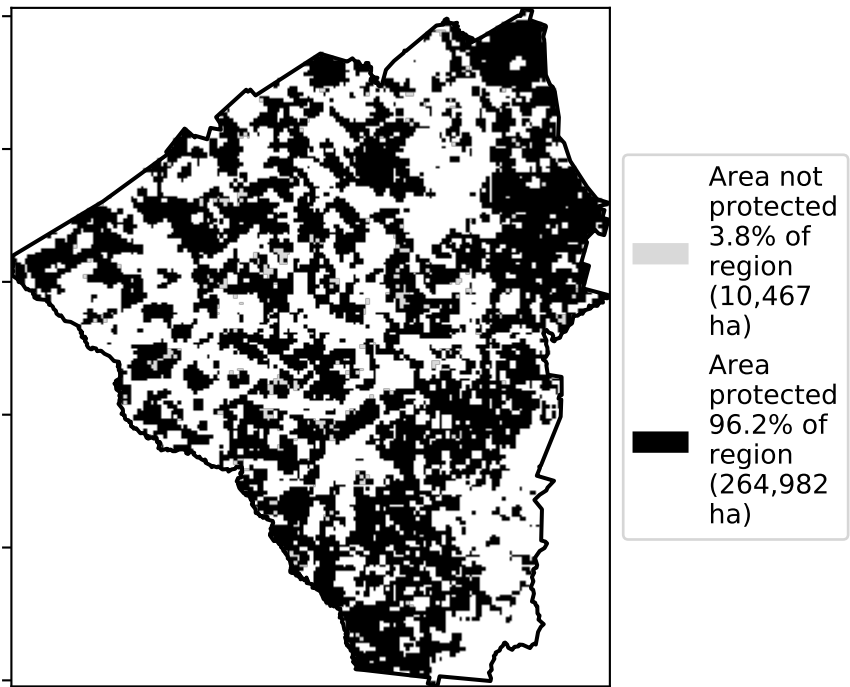 Area not
protected
3.8% of
region
(10,467
ha)
Area
protected
96.2% of
region
(264,982
ha)